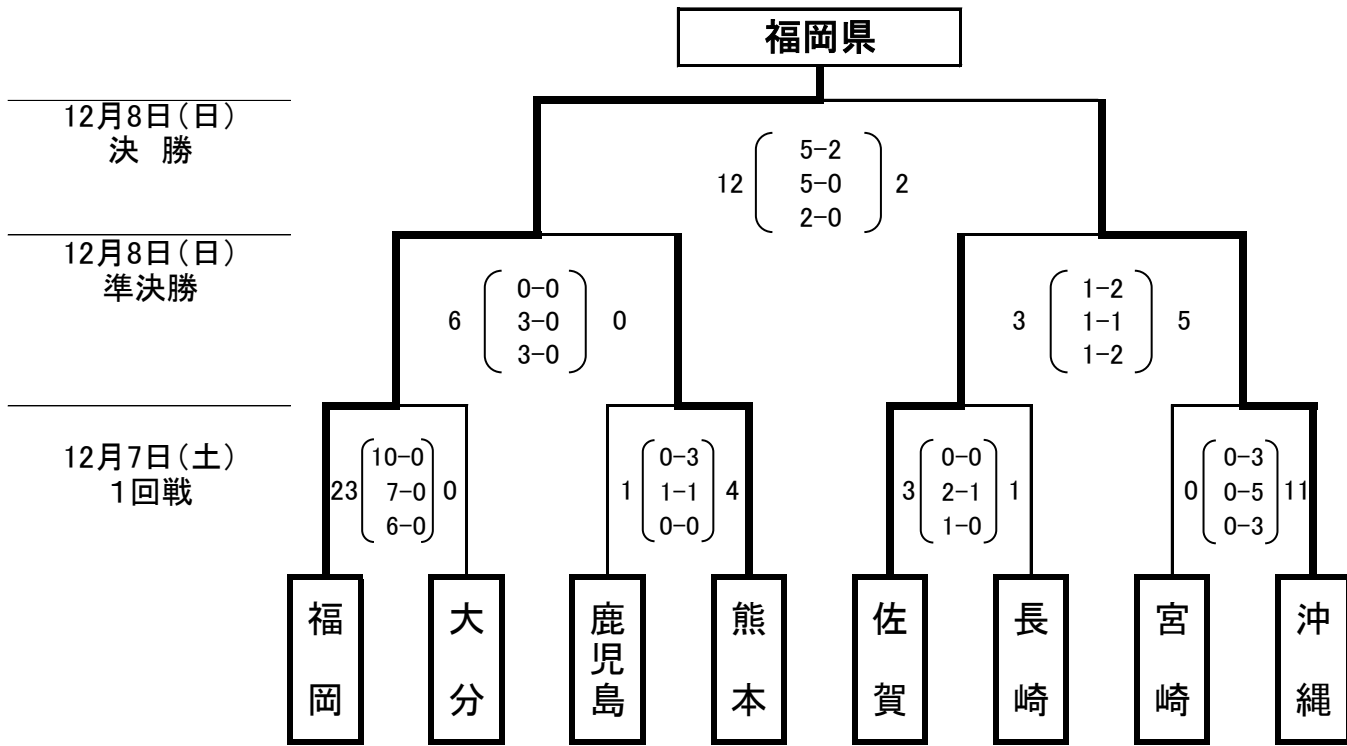 福岡県
12月8日（日）
決　勝
5-2
12 5-0 2
2-0
12月8日（日）
準決勝
0-0
6 3-0 0
3-0
1-2
3 1-1 5
1-2
12月7日（土）
１回戦
10-0
23 7-0 0
6-0
0-3
1 1-1 4
0-0
0-0
3 2-1 1
1-0
0-3
0 0-5 11
0-3
福岡
大分
鹿児島
熊本
佐賀
長崎
宮崎
沖縄